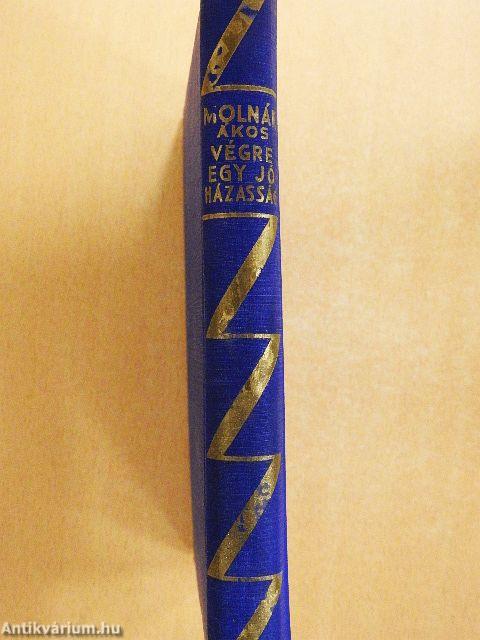 MOLNÁR
ÁKOS
VÉGRE
EGY JÓ
HÁZASSÁG
Antikvárium.hu